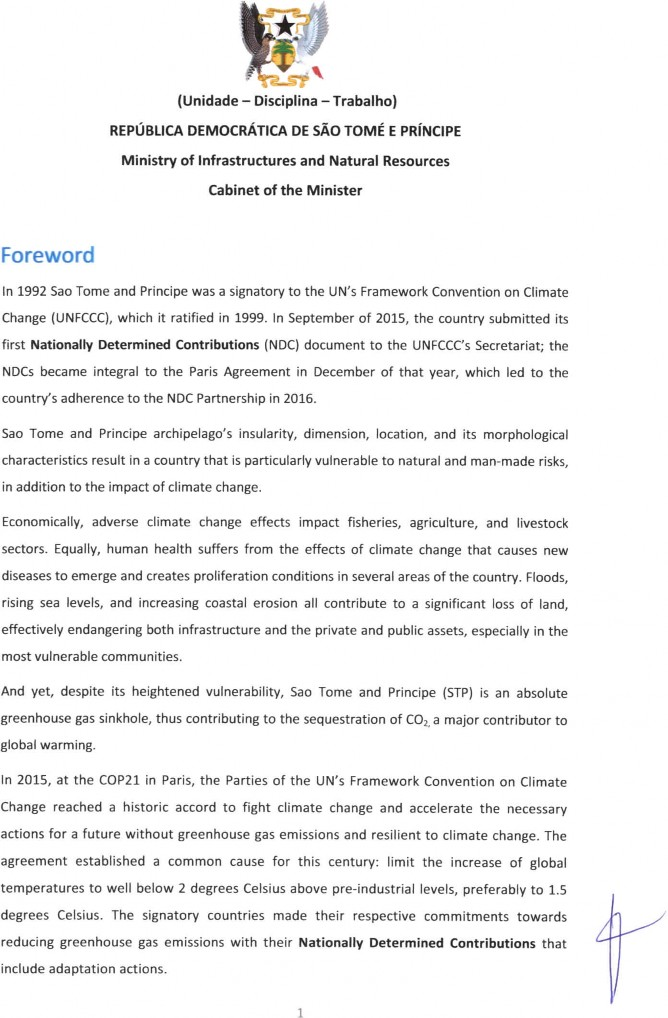 (Unidade – Disciplina – Trabalho)
REPÚBLICA DEMOCRÁTICA DE SÃO TOMÉ E PRÍNCIPE
Ministry of Infrastructures and Natural Resources
Cabinet of the Minister
Foreword
In 1992 Sao Tome and Principe was a signatory to the UN's Framework Convention on Climate
Change (UNFCCC), which it ratified in 1999. In September of 2015, the country submitted its
first Nationally Determined Contributions (NDC) document to the UNFCCC's Secretariat; the
NDCs became integral to the Paris Agreement in December of that year, which led to the
country's adherence to the NDC Partnership in 2016.
Sao Tome and Principe archipelago's insularity, dimension, location, and its morphological
characteristics result in a country that is particularly vulnerable to natural and man-made risks,
in addition to the impact of climate change.
Economically, adverse climate change effects impact fisheries, agriculture, and livestock
sectors. Equally, human health suffers from the effects of climate change that causes new
diseases to emerge and creates proliferation conditions in several areas of the country. Floods,
rising sea levels, and increasing coastal erosion all contribute to a significant loss of land,
effectively endangering both infrastructure and the private and public assets, especially in the
most vulnerable communities.
And yet, despite its heightened vulnerability, Sao Tome and Principe (STP) is an absolute
greenhouse gas sinkhole, thus contributing to the sequestration of CO₂, a major contributor to
global warming.
In 2015, at the COP21 in Paris, the Parties of the UN's Framework Convention on Climate
Change reached a historic accord to fight climate change and accelerate the necessary
actions for a future without greenhouse gas emissions and resilient to climate change. The
agreement established a common cause for this century: limit the increase of global
temperatures to well below 2 degrees Celsius above pre-industrial levels, preferably to 1.5
degrees Celsius. The signatory countries made their respective commitments towards
reducing greenhouse gas emissions with their Nationally Determined Contributions that
include adaptation actions.
1